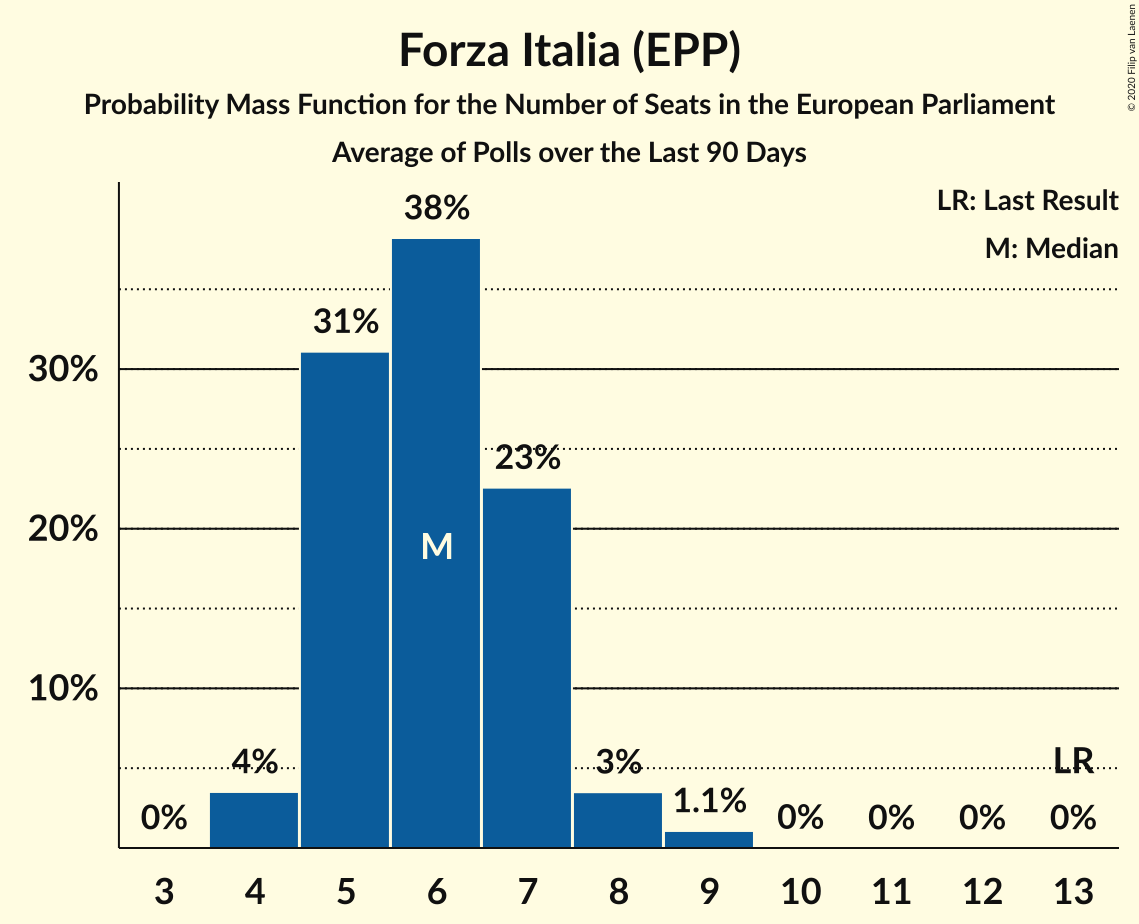 Forza Italia (EPP)
Probability Mass Function for the Number of Seats in the European Parliament
Average of Polls over the Last 90 Days
© 2020 Filip van Laenen
LR: Last Result
M: Median
38%
31%
30%
23%
20%
M
10%
4%
3%
LR
1.1%
0%
0%
0%
0%
0%
3 4 5 6 7 8 9 10 11 12 13